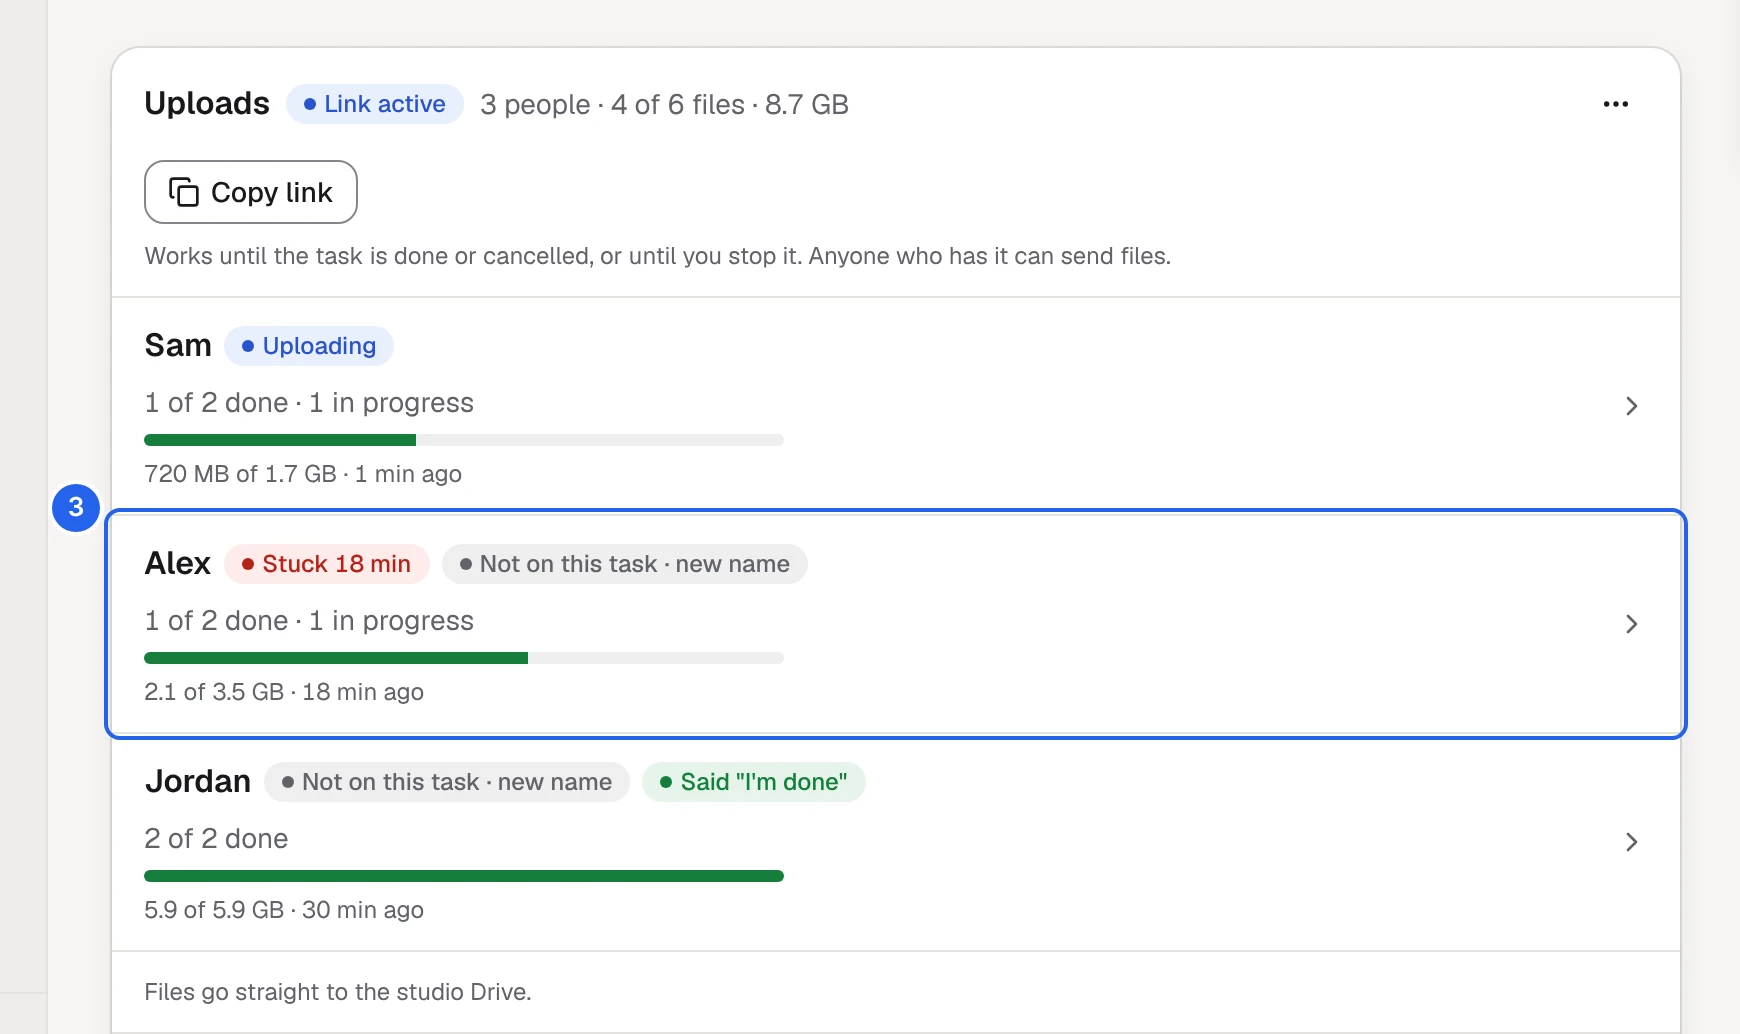 Uploads Link active 3 people · 4 of 6 files · 8.7 GB
Copy link
Works until the task is done or cancelled, or until you stop it. Anyone who has it can send files.
Sam Uploading
1 of 2 done · 1 in progress
720 MB of 1.7 GB · 1 min ago
3
Alex Stuck 18 min Not on this task · new name
1 of 2 done · 1 in progress
2.1 of 3.5 GB · 18 min ago
Jordan Not on this task · new name Said "I'm done"
2 of 2 done
5.9 of 5.9 GB · 30 min ago
Files go straight to the studio Drive.